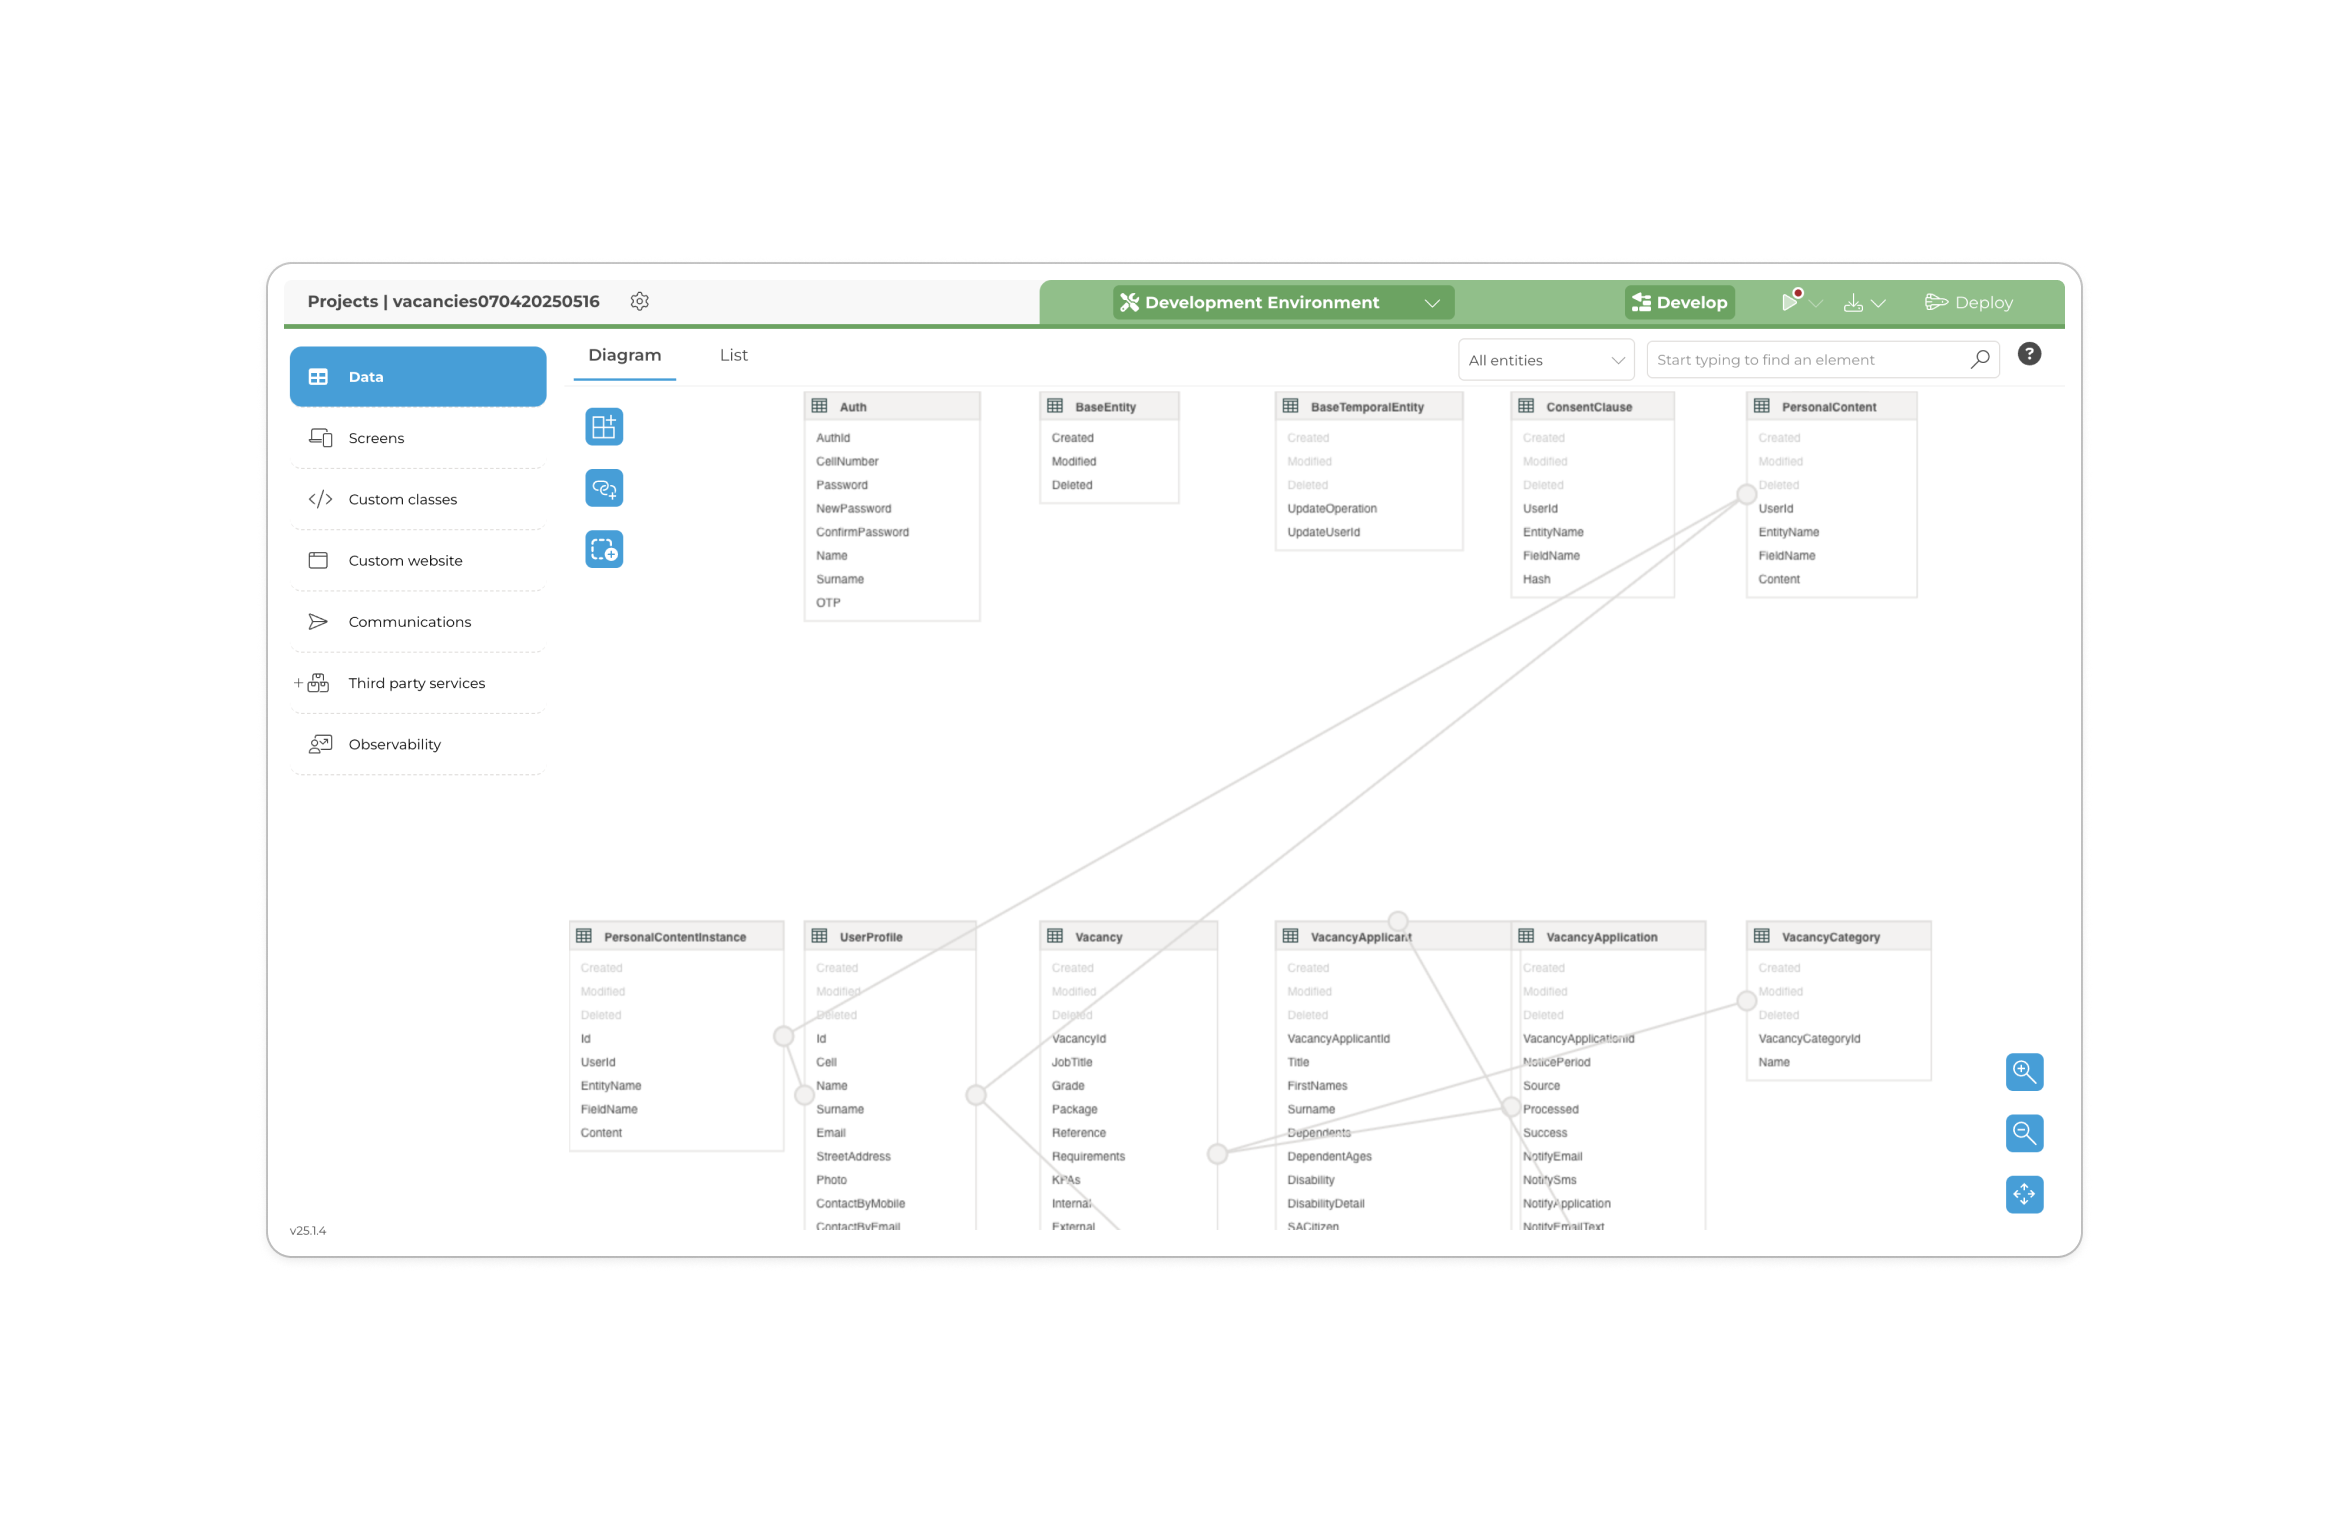 Projects | vacancies070420250516
Development Environment
Develop
Deploy
Data
Screens
Custom classes
Custom website
Communications
Third party services
Observability
v25.1.4
Diagram
List
All entities
Start typing to find an element
?
Auth
AuthId
CellNumber
Password
NewPassword
ConfirmPassword
Name
Surname
OTP
BaseEntity
Created
Modified
Deleted
BaseTemporalEntity
Created
Modified
Deleted
UpdateOperation
UpdateUserId
ConsentClause
Created
Modified
Deleted
UserId
EntityName
FieldName
Hash
PersonalContent
Created
Modified
Deleted
UserId
EntityName
FieldName
Content
PersonalContentInstance
Created
Modified
Deleted
Id
UserId
EntityName
FieldName
Content
UserProfile
Created
Modified
Deleted
Id
Cell
Name
Surname
Email
StreetAddress
Photo
ContactByMobile
ContactByEmail
Vacancy
Created
Modified
Deleted
VacancyId
JobTitle
Grade
Package
Reference
Requirements
KPAs
Internal
External
VacancyApplicant
Created
Modified
Deleted
VacancyApplicantId
Title
FirstNames
Surname
Dependents
DependentAges
Disability
DisabilityDetail
SACitizen
VacancyApplication
Created
Modified
Deleted
VacancyApplicationId
NoticePeriod
Source
Processed
Success
NotifyEmail
NotifySms
NotifyApplication
NotifyEmailText
VacancyCategory
Created
Modified
Deleted
VacancyCategoryId
Name